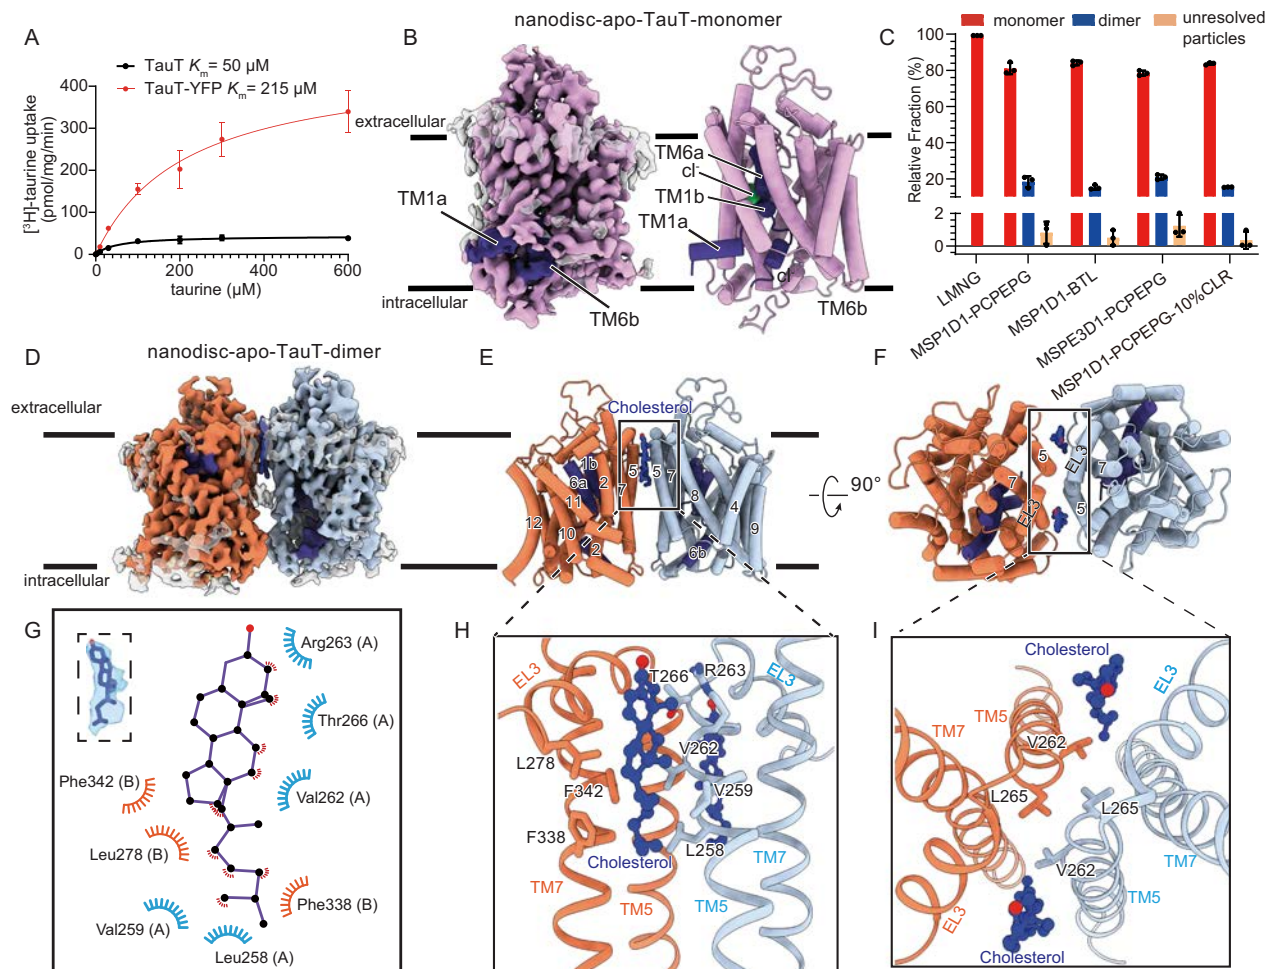 nanodisc-apo-TauT-monomer
A
TauT Km = 50 µM
TauT-YFP Km = 215 µM
[³H]-taurine uptake
(pmol/mg/min)
400
300
200
100
0
0
200
400
600
taurine (µM)
B
extracellular
intracellular
TM1a
TM6b
TM6a
cl⁻
TM1b
TM1a
cl⁻
TM6b
C
monomer
dimer
unresolved
particles
Relative Fraction (%)
100
80
60
40
20
2
0
LMNG
MSP1D1-PCPEPG
MSP1D1-BTL
MSPE3D1-PCPEPG
MSP1D1-PCPEPG-10%CLR
D
nanodisc-apo-TauT-dimer
extracellular
intracellular
E
Cholesterol
1b
6a
2
5
5
7
7
11
8
4
12
10
9
2
6b
90°
F
5
EL3
7
7
EL3
5
G
Arg263 (A)
Thr266 (A)
Phe342 (B)
Val262 (A)
Leu278 (B)
Phe338 (B)
Val259 (A)
Leu258 (A)
H
EL3
T266
R263
EL3
V262
L278
F342
V259
F338
L258
Cholesterol
TM7
TM7
TM5
TM5
I
Cholesterol
EL3
TM5
TM7
V262
L265
L265
V262
TM7
TM5
EL3
Cholesterol